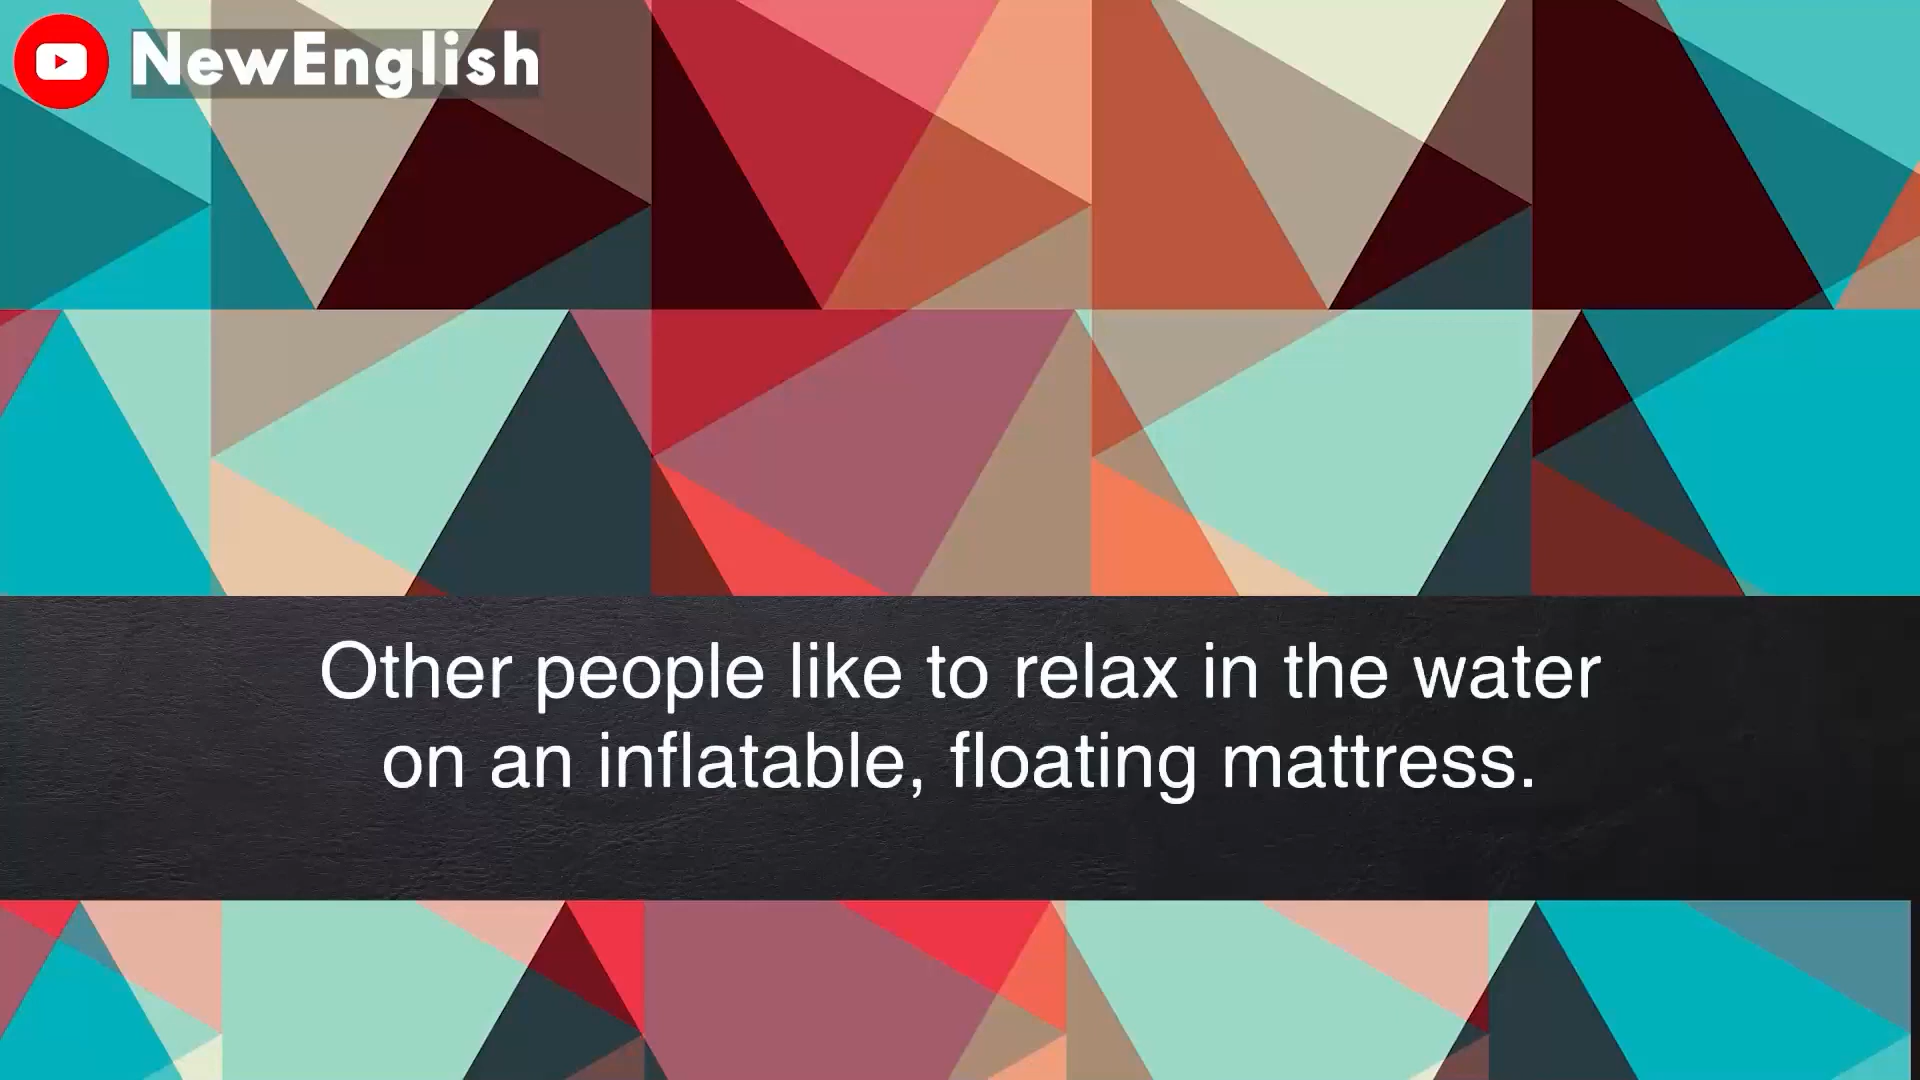 NewEnglish
Other people like to relax in the water
on an inflatable, floating mattress.